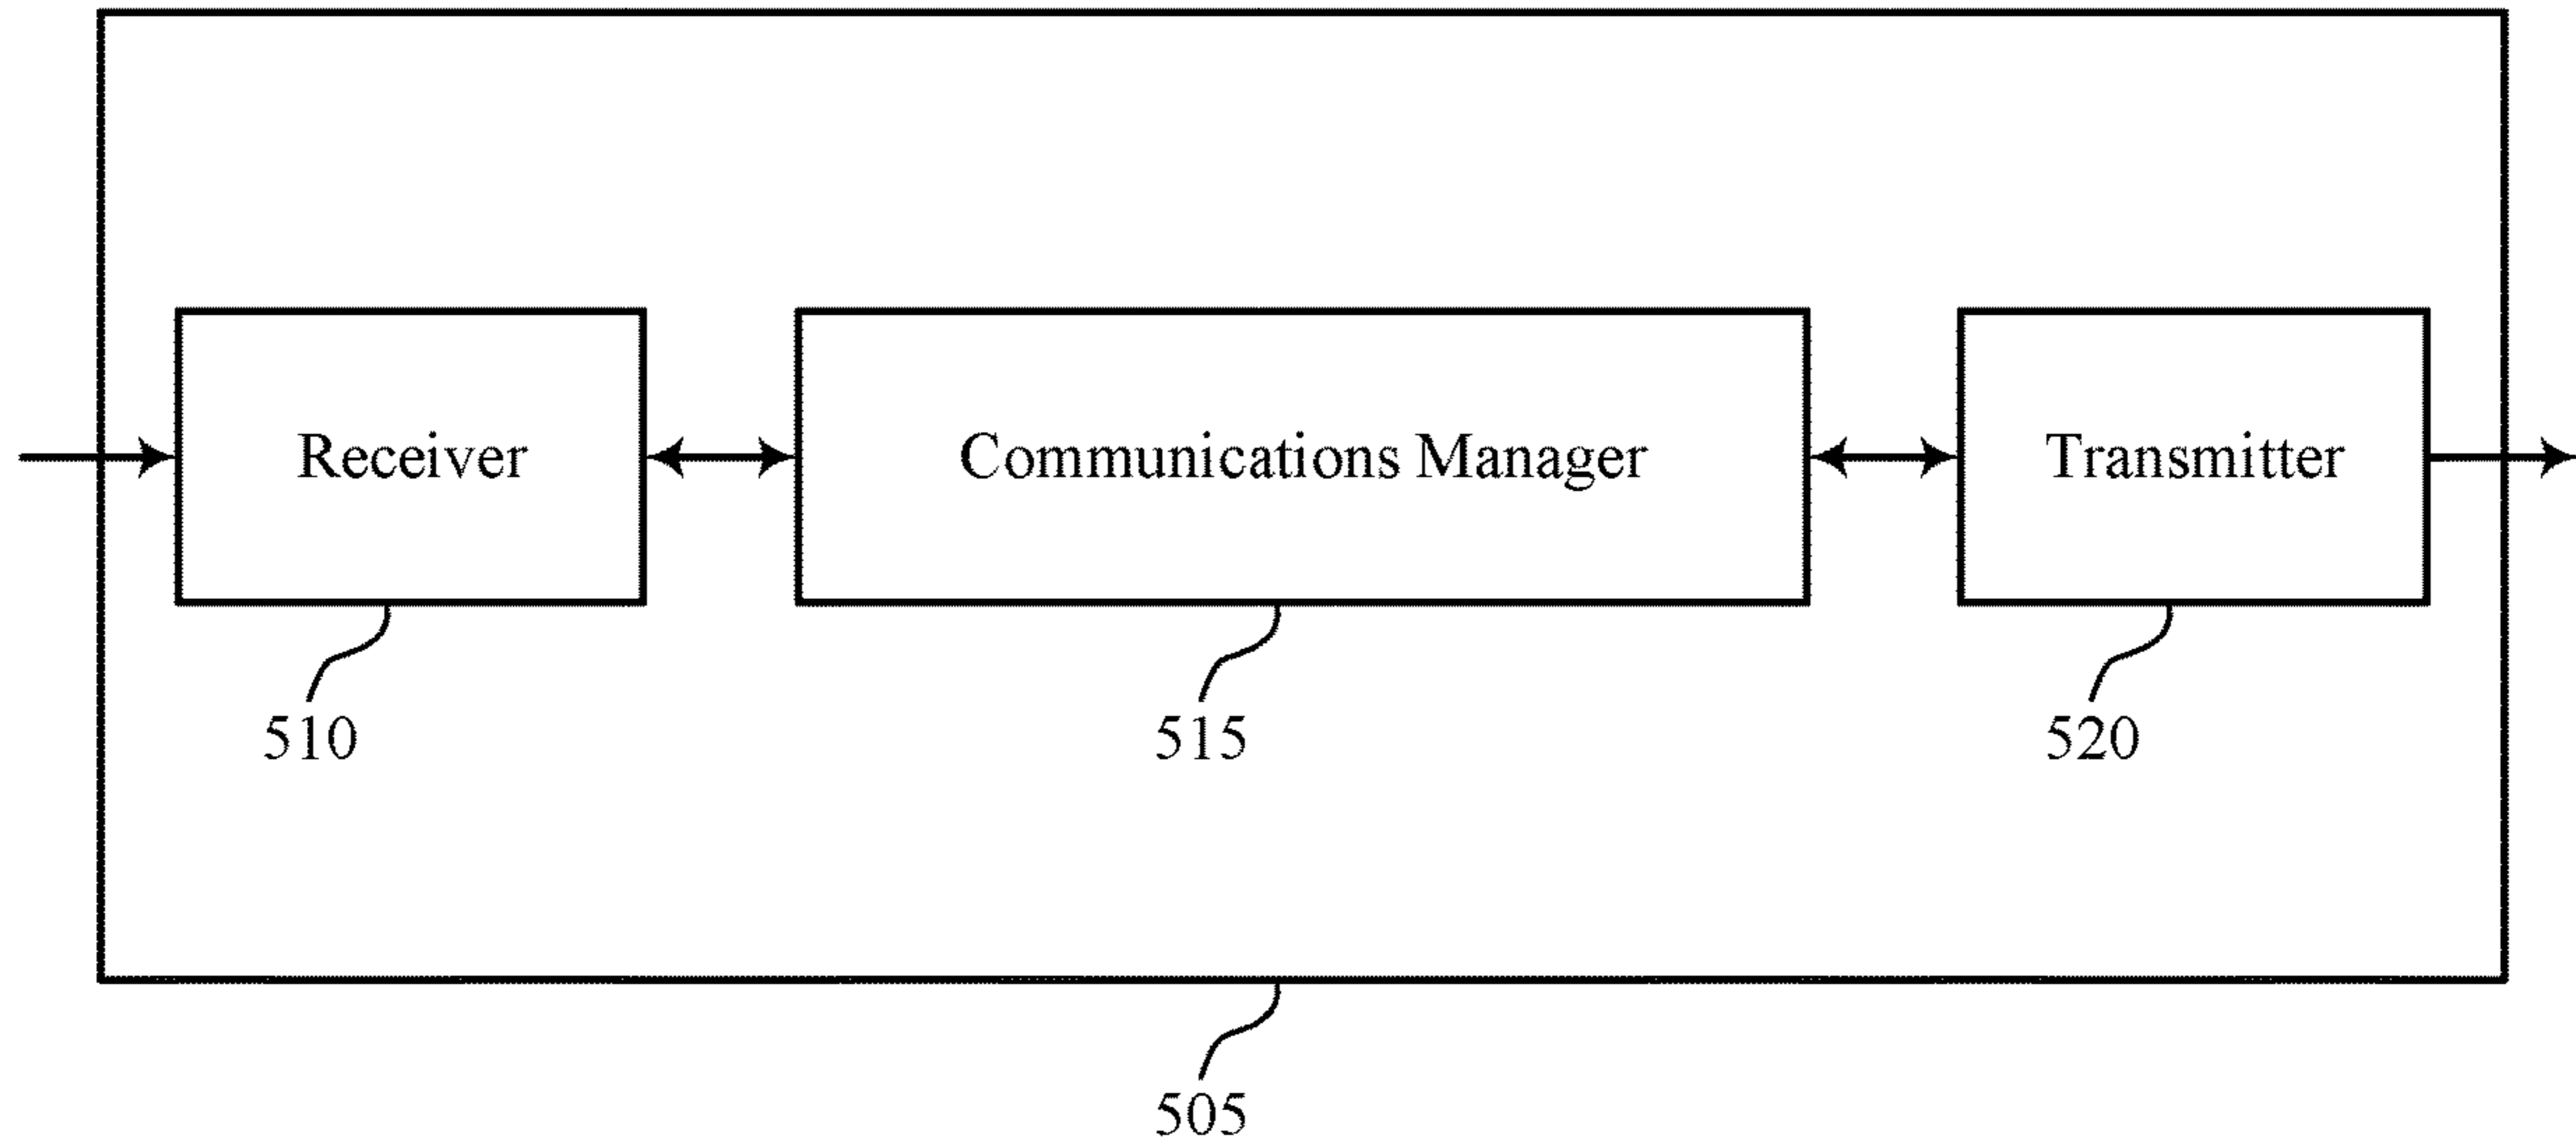 Receiver
Communications Manager
Transmitter
510
515
520
505